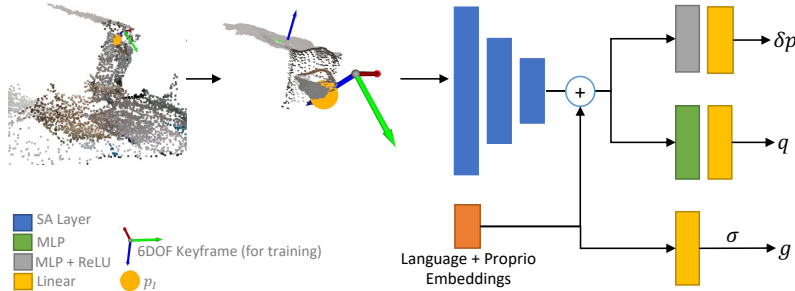 δp
+
q
SA Layer
MLP
MLP + ReLU
Linear
6DOF Keyframe (for training)
p_I
Language + Proprio
Embeddings
σ
g